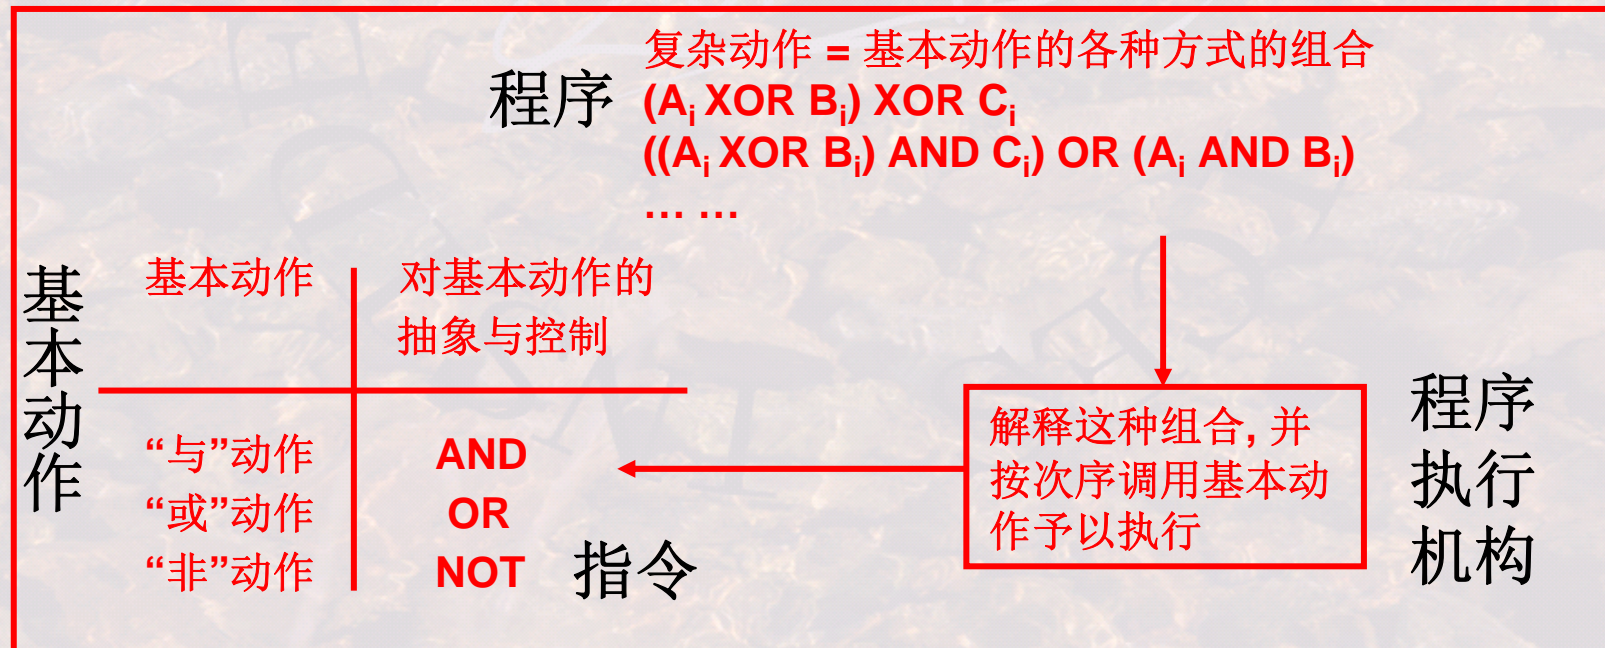 程序
复杂动作 = 基本动作的各种方式的组合
(Ai XOR Bi) XOR Ci
((Ai XOR Bi) AND Ci) OR (Ai AND Bi)
… …
基本动作
基本动作
对基本动作的
抽象与控制
“与”动作
AND
“或”动作
OR
“非”动作
NOT
指令
解释这种组合, 并
按次序调用基本动
作予以执行
程序
执行
机构